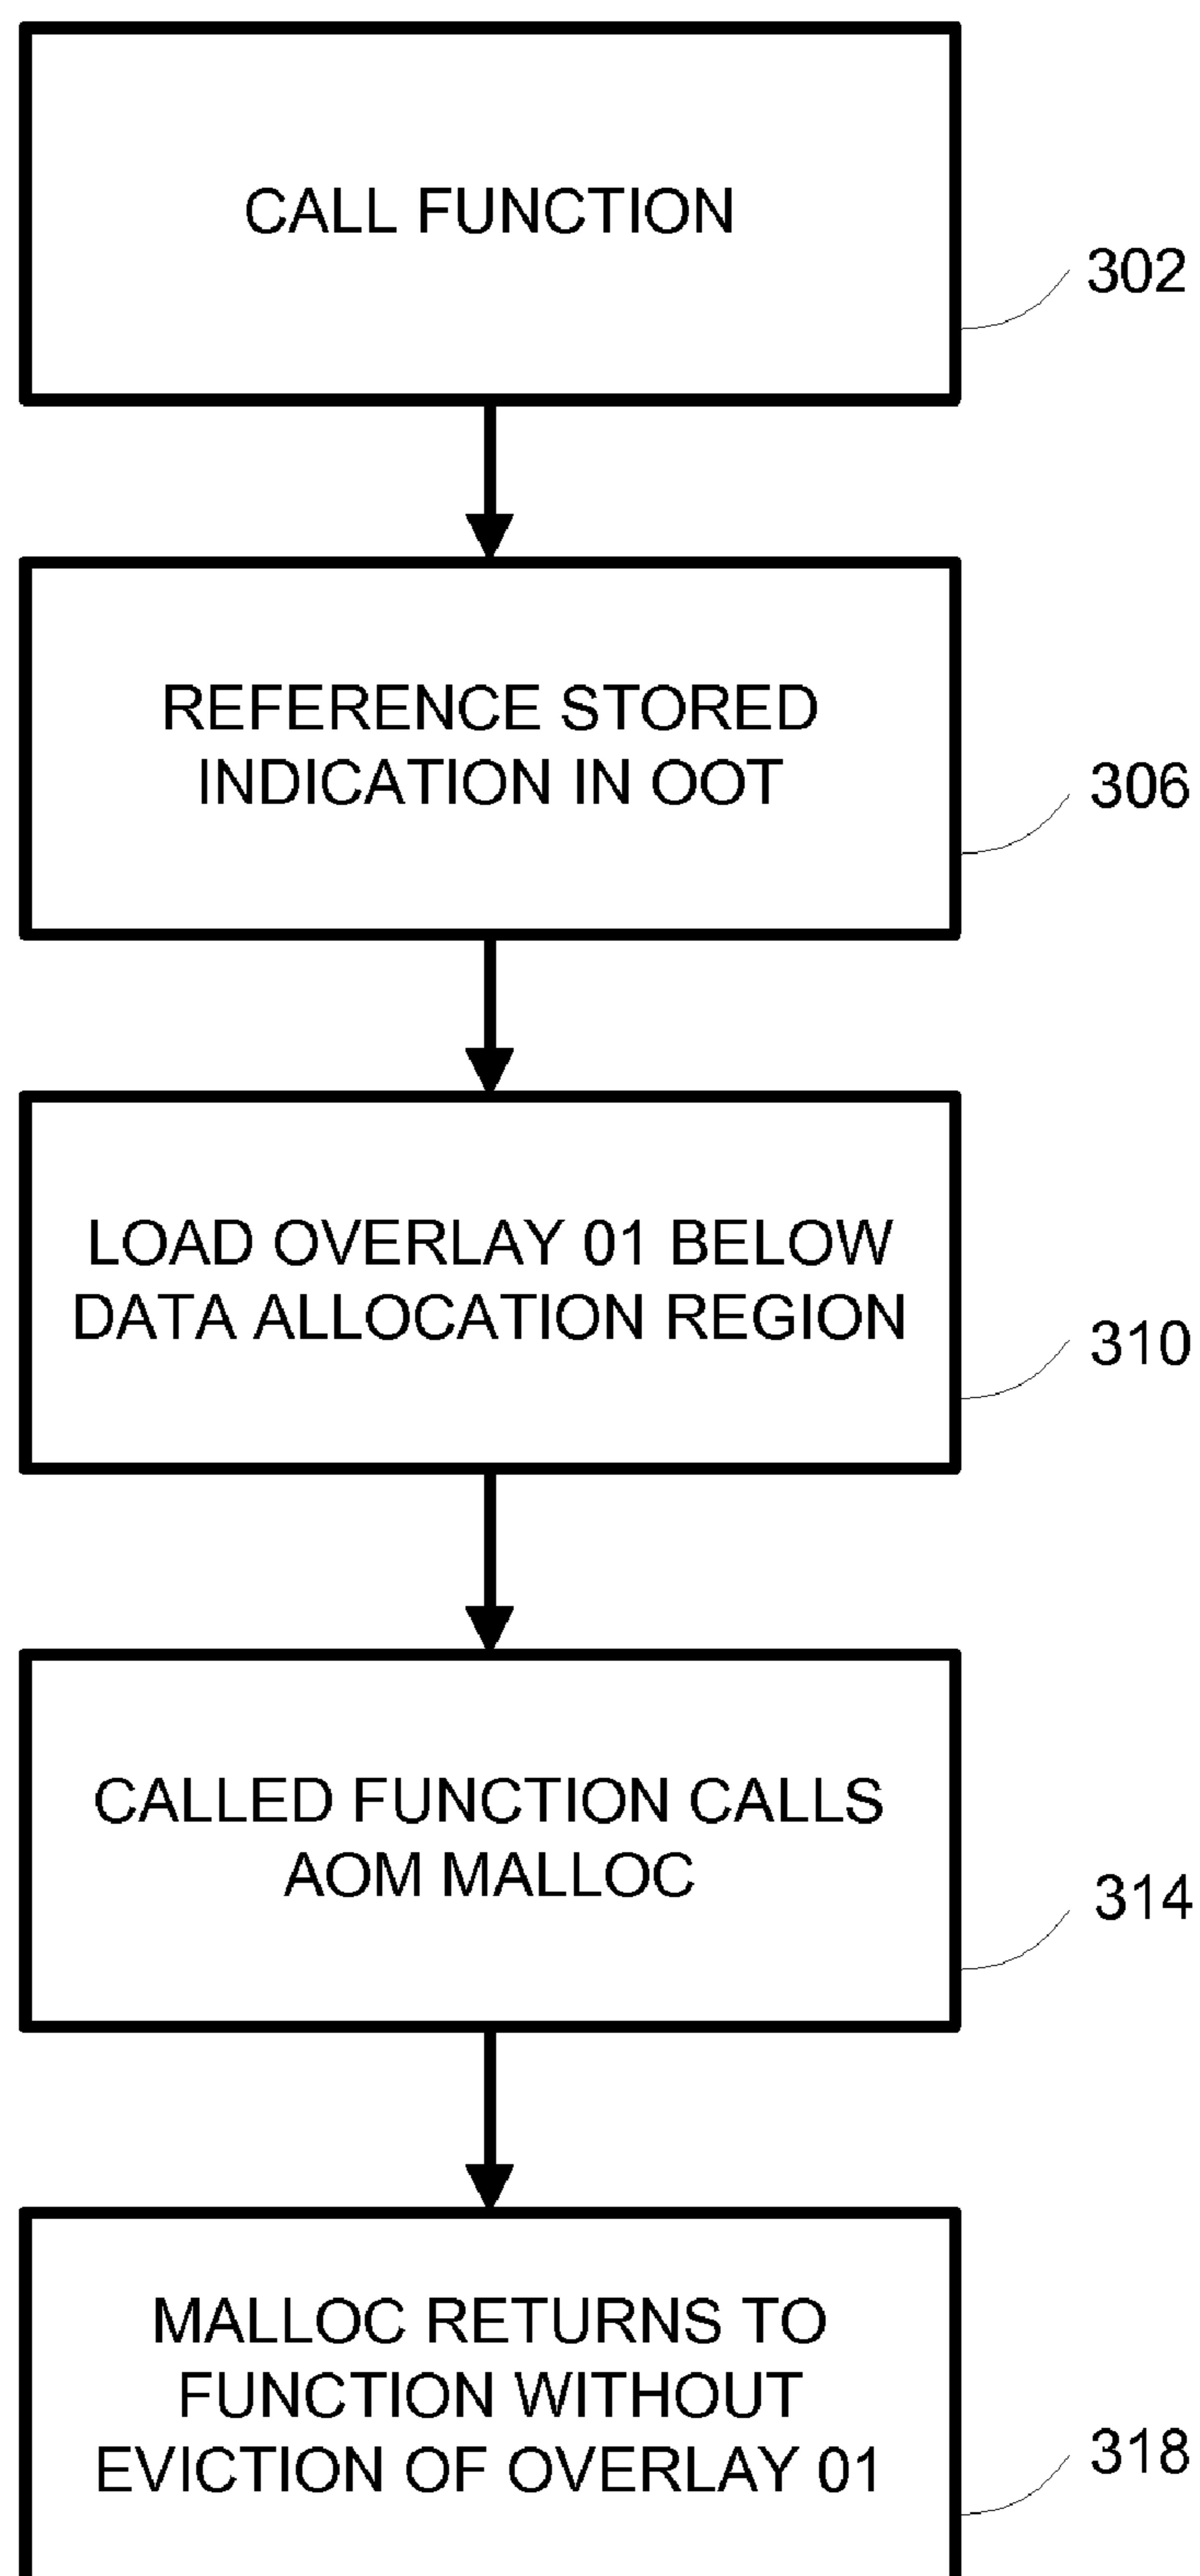 CALL FUNCTION
302
REFERENCE STORED
INDICATION IN OOT
306
LOAD OVERLAY 01 BELOW
DATA ALLOCATION REGION
310
CALLED FUNCTION CALLS
AOM MALLOC
314
MALLOC RETURNS TO
FUNCTION WITHOUT
EVICTION OF OVERLAY 01
318